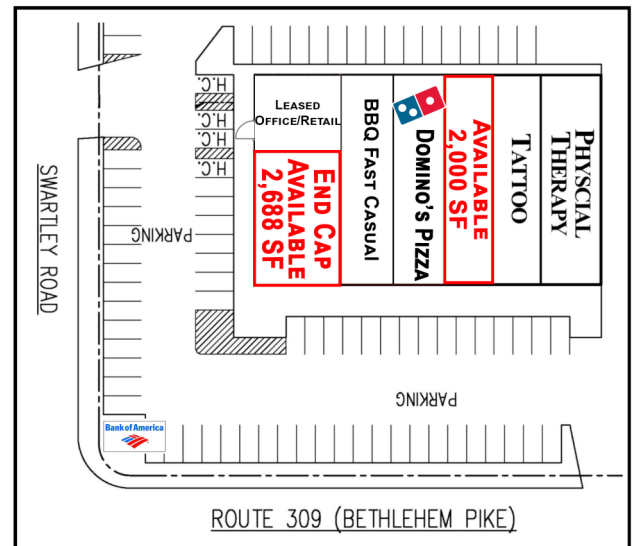 H.C.
H.C.
H.C.
H.C.
LEASED
OFFICE/RETAIL
END CAP
AVAILABLE
2,688 SF
BBQ FAST CASUAL
DOMINO'S PIZZA
AVAILABLE
2,000 SF
TATTOO
PHYSCIAL
THERAPY
SWARTLEY ROAD
PARKING
PARKING
Bank of America
ROUTE 309 (BETHLEHEM PIKE)